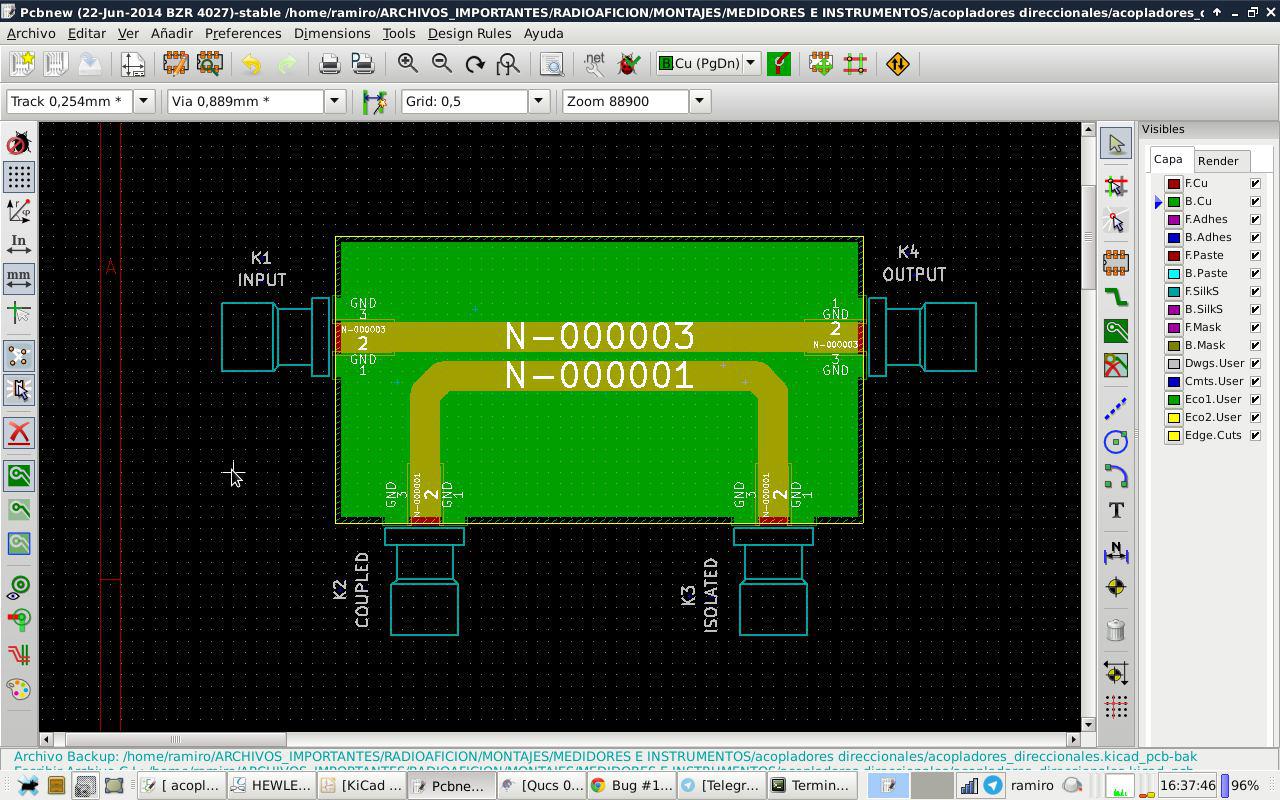 Pcbnew (22-Jun-2014 BZR 4027)-stable /home/ramiro/ARCHIVOS_IMPORTANTES/RADIOAFICION/MONTAJES/MEDIDORES E INSTRUMENTOS/acopladores direccionales/acopladores_c
Archivo Editar Ver Añadir Preferences Dimensions Tools Design Rules Ayuda
.net B.Cu (PgDn)
Track 0,254mm * Via 0,889mm * Grid: 0,5 Zoom 88900
Visibles
Capa Render
F.Cu
B.Cu
F.Adhes
B.Adhes
F.Paste
B.Paste
F.SilkS
B.SilkS
F.Mask
B.Mask
Dwgs.User
Cmts.User
Eco1.User
Eco2.User
Edge.Cuts
In
mm
A
K1
INPUT
K4
OUTPUT
GND
3
N-000003
2
GND
1
N-000003
1
GND
2
N-000003
3
GND
N-000001
GND
3
N-000001
2
GND
1
GND
3
N-000001
2
GND
1
K2
COUPLED
K3
ISOLATED
T
N
Archivo Backup: /home/ramiro/ARCHIVOS_IMPORTANTES/RADIOAFICION/MONTAJES/MEDIDORES E INSTRUMENTOS/acopladores direccionales/acopladores_direccionales.kicad_pcb-bak
[ acopl... HEWLE... [KiCad ... Pcbne... [Qucs 0... Bug #1... [Telegr... Termin... ramiro 16:37:46 96%